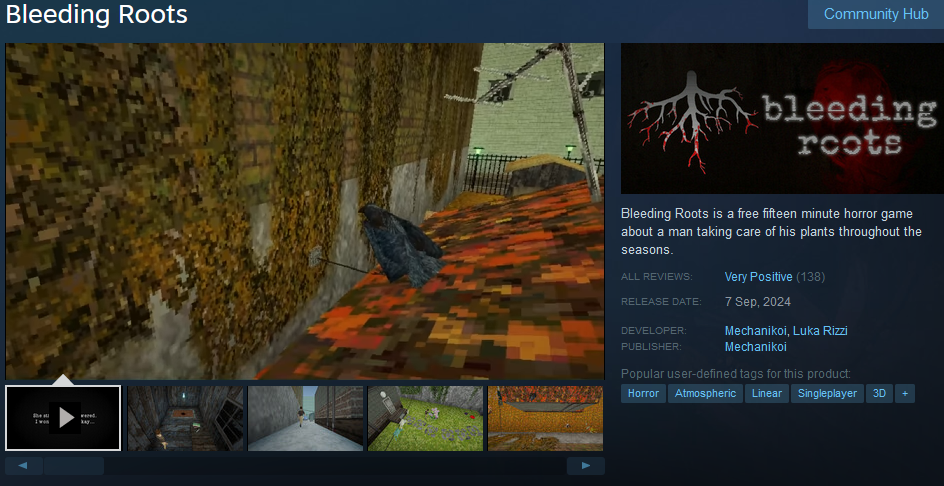 Bleeding Roots
Community Hub
bleeding
roots
Bleeding Roots is a free fifteen minute horror game
about a man taking care of his plants throughout the
seasons.
ALL REVIEWS: Very Positive (138)
RELEASE DATE: 7 Sep, 2024
DEVELOPER: Mechanikoi, Luka Rizzi
PUBLISHER: Mechanikoi
Popular user-defined tags for this product:
Horror Atmospheric Linear Singleplayer 3D +